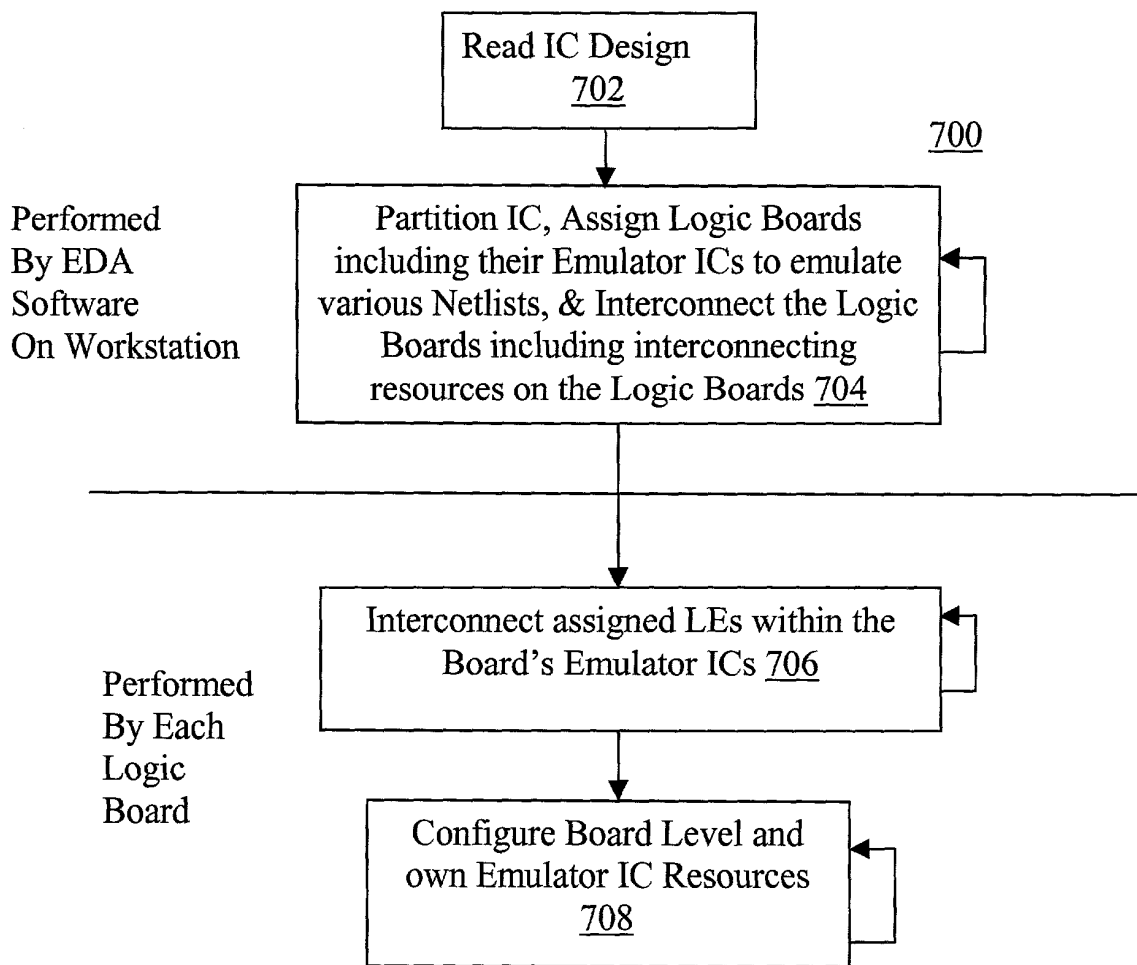 Read IC Design
702
700
Performed
By EDA
Software
On Workstation
Partition IC, Assign Logic Boards
including their Emulator ICs to emulate
various Netlists, & Interconnect the Logic
Boards including interconnecting
resources on the Logic Boards 704
Interconnect assigned LEs within the
Board's Emulator ICs 706
Performed
By Each
Logic
Board
Configure Board Level and
own Emulator IC Resources
708